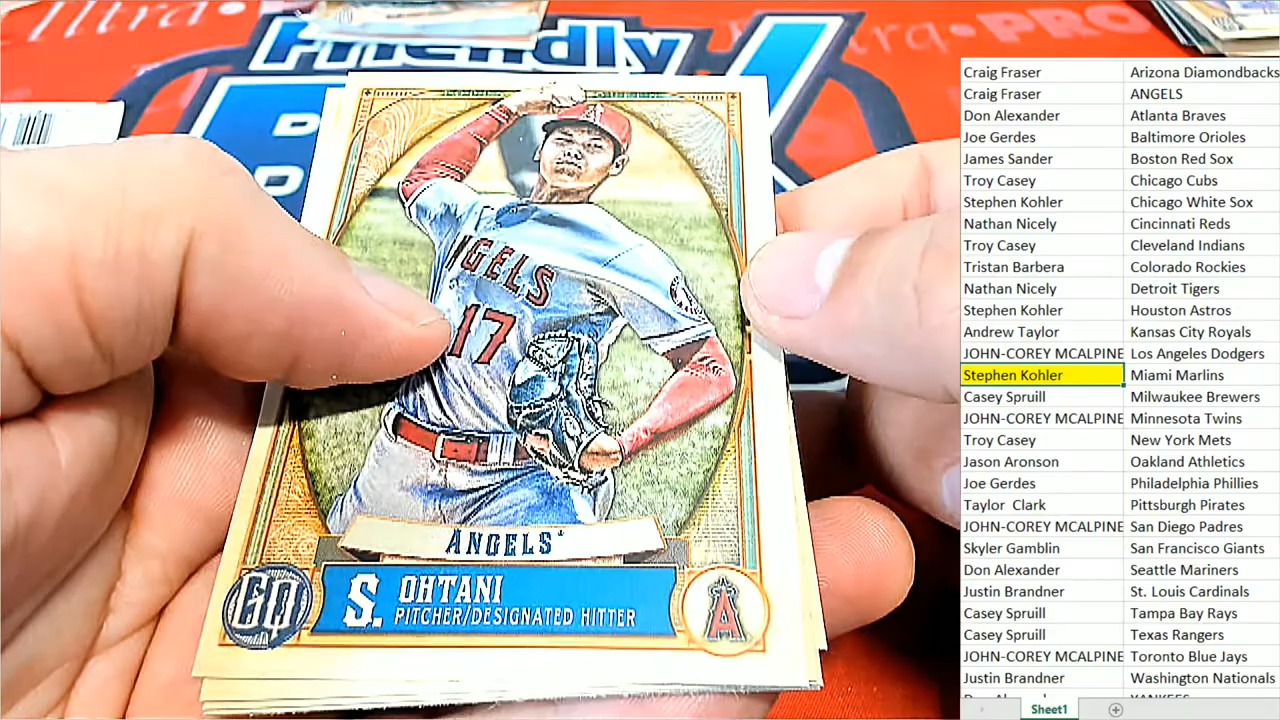 Friendly
Ultra PRO
ANGELS
17
ANGELS
GQ
S. OHTANI
PITCHER/DESIGNATED HITTER
A
Craig Fraser Arizona Diamondbacks
Craig Fraser ANGELS
Don Alexander Atlanta Braves
Joe Gerdes Baltimore Orioles
James Sander Boston Red Sox
Troy Casey Chicago Cubs
Stephen Kohler Chicago White Sox
Nathan Nicely Cincinnati Reds
Troy Casey Cleveland Indians
Tristan Barbera Colorado Rockies
Nathan Nicely Detroit Tigers
Stephen Kohler Houston Astros
Andrew Taylor Kansas City Royals
JOHN-COREY MCALPINE Los Angeles Dodgers
Stephen Kohler Miami Marlins
Casey Spruill Milwaukee Brewers
JOHN-COREY MCALPINE Minnesota Twins
Troy Casey New York Mets
Jason Aronson Oakland Athletics
Joe Gerdes Philadelphia Phillies
Taylor Clark Pittsburgh Pirates
JOHN-COREY MCALPINE San Diego Padres
Skyler Gamblin San Francisco Giants
Don Alexander Seattle Mariners
Justin Brandner St. Louis Cardinals
Casey Spruill Tampa Bay Rays
Casey Spruill Texas Rangers
JOHN-COREY MCALPINE Toronto Blue Jays
Justin Brandner Washington Nationals
Sheet1